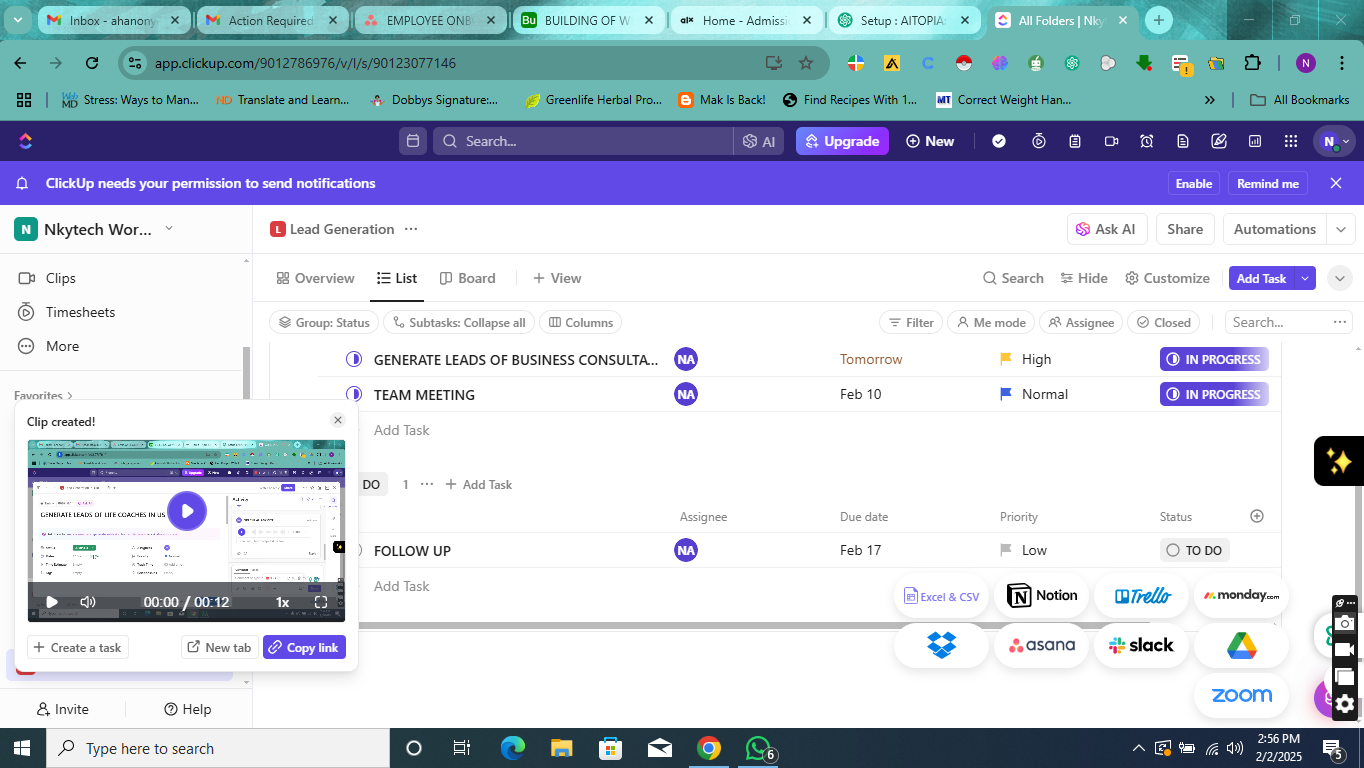 Inbox - ahanony
Action Required
EMPLOYEE ONB
Bu BUILDING OF W
alx Home - Admissi
Setup : AITOPIA
All Folders | Nky
app.clickup.com/9012786976/v/l/s/90123077146
N
MD Stress: Ways to Man...
ND Translate and Learn...
Dobbys Signature:...
Greenlife Herbal Pro...
Mak Is Back!
Find Recipes With 1...
MT Correct Weight Han...
All Bookmarks
Search...
AI
Upgrade
New
N
ClickUp needs your permission to send notifications
Enable
Remind me
N Nkytech Wor...
L Lead Generation
Ask AI
Share
Automations
Clips
Timesheets
More
Favorites
Overview
List
Board
View
Search
Hide
Customize
Add Task
Group: Status
Subtasks: Collapse all
Columns
Filter
Me mode
Assignee
Closed
Search...
GENERATE LEADS OF BUSINESS CONSULTA...
NA
Tomorrow
High
IN PROGRESS
TEAM MEETING
NA
Feb 10
Normal
IN PROGRESS
Add Task
DO
1
Add Task
Assignee
Due date
Priority
Status
FOLLOW UP
NA
Feb 17
Low
TO DO
Add Task
Clip created!
GENERATE LEADS OF LIFE COACHES IN US
00:00 / 00:12
1x
Create a task
New tab
Copy link
Excel & CSV
Notion
Trello
monday.com
asana
slack
zoom
Invite
Help
Type here to search
6
2:56 PM
2/2/2025
5